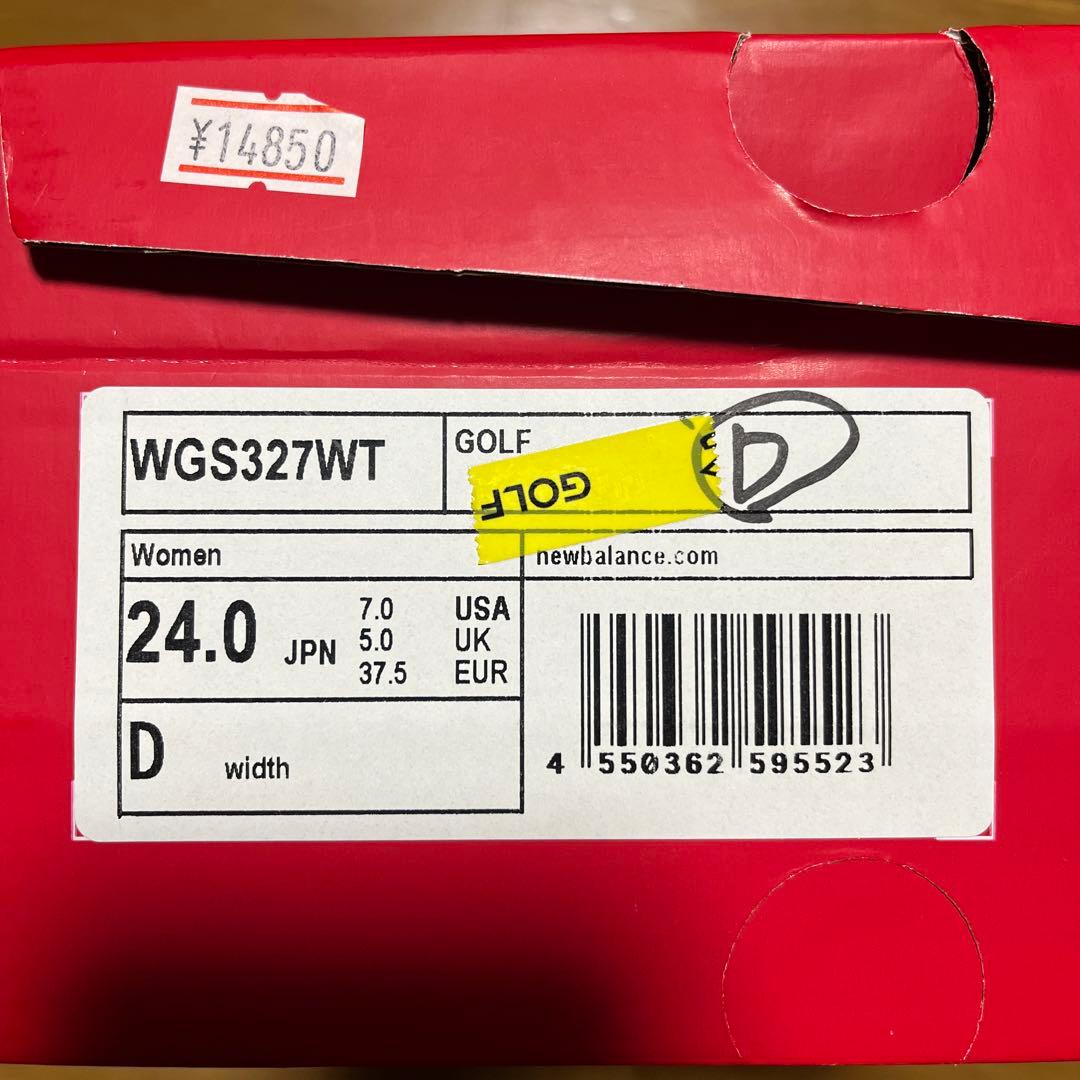 ¥14850
WGS327WT
GOLF
GOLF
D
Women
newbalance.com
24.0 JPN
7.0 USA
5.0 UK
37.5 EUR
D width
4 550362 595523